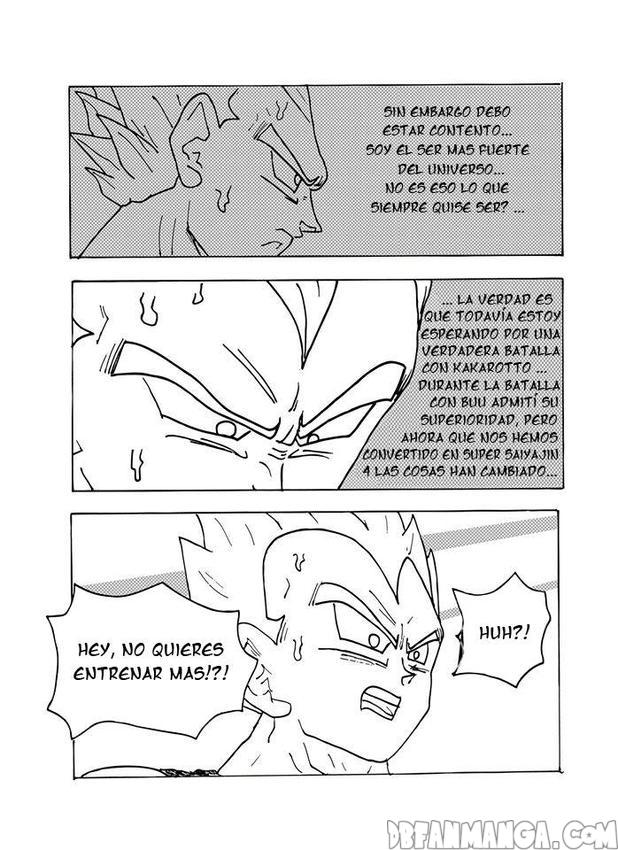 SIN EMBARGO DEBO
ESTAR CONTENTO...
SOY EL SER MAS FUERTE
DEL UNIVERSO...
NO ES ESO LO QUE
SIEMPRE QUISE SER? ...
... LA VERDAD ES
QUE TODAVÍA ESTOY
ESPERANDO POR UNA
VERDADERA BATALLA
CON KAKAROTTO ...
DURANTE LA BATALLA
CON BUU ADMITÍ SU
SUPERIORIDAD, PERO
AHORA QUE NOS HEMOS
CONVERTIDO EN SUPER SAIYAJIN
4 LAS COSAS HAN CAMBIADO...
HEY, NO QUIERES
ENTRENAR MAS!?!
HUH?!
DBFANMANGA.COM